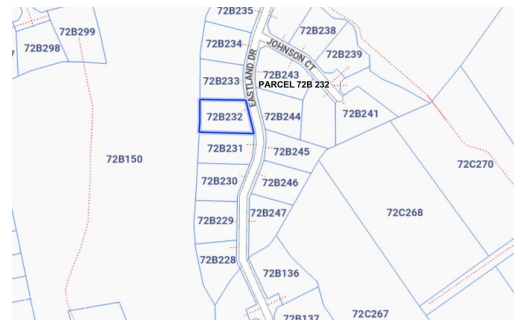 72B235
72B299
72B298
72B234
72B238
JOHNSON CT
72B239
EASTLAND DR
72B233
72B243
PARCEL 72B 232
72B232
72B244
72B241
72B231
72B245
72B150
72C270
72B230
72B246
72B229
72B247
72C268
72B228
72B136
72B137
72C267